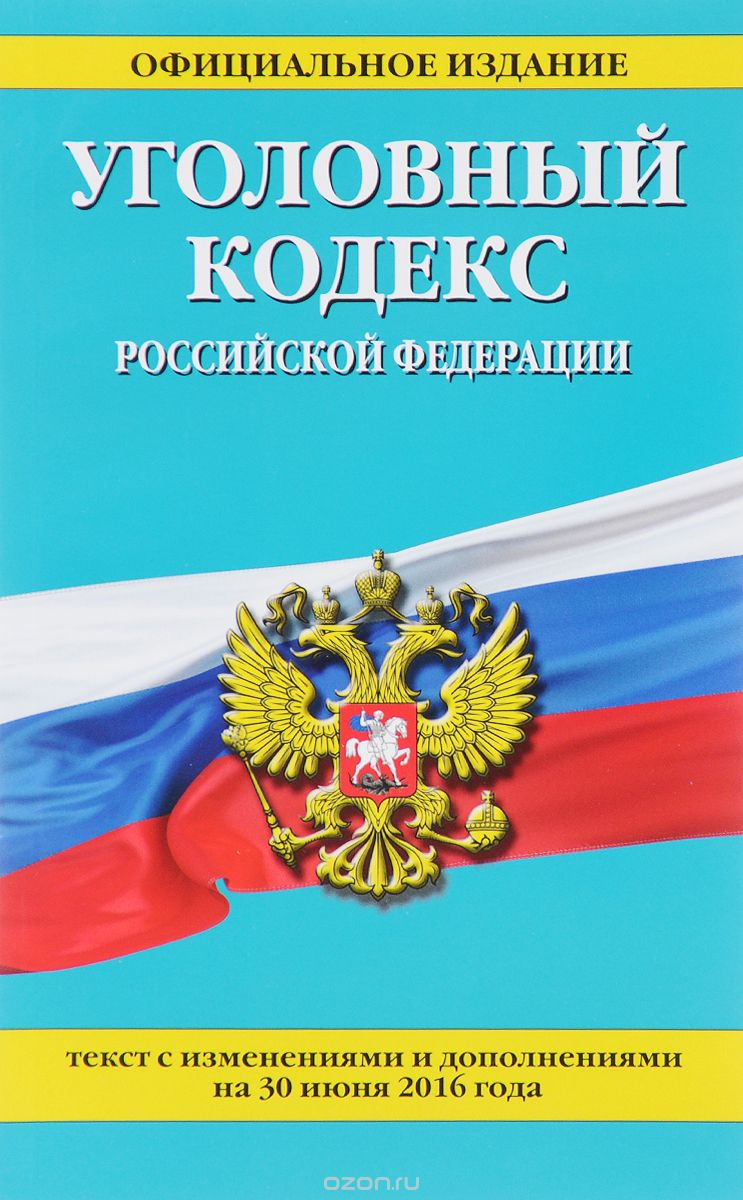 ОФИЦИАЛЬНОЕ ИЗДАНИЕ
УГОЛОВНЫЙ
КОДЕКС
РОССИЙСКОЙ ФЕДЕРАЦИИ
текст с изменениями и дополнениями
на 30 июня 2016 года
ozon.ru